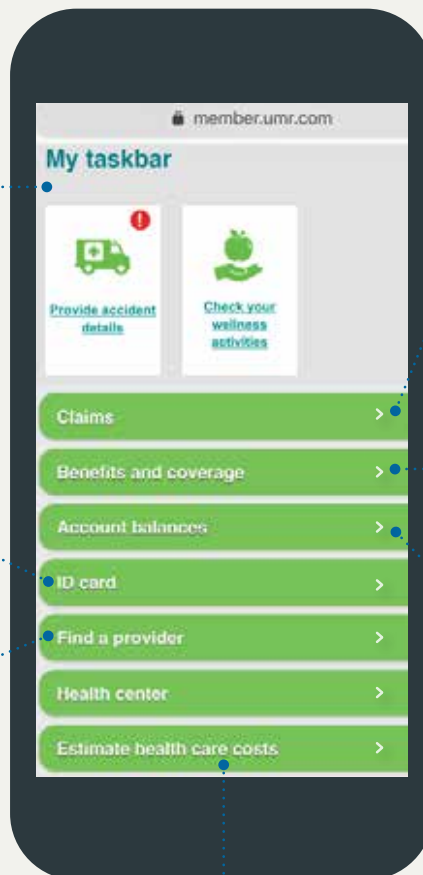 member.umr.com
My taskbar
!
Provide accident
details
Check your
wellness
activities
Claims
Benefits and coverage
Account balances
ID card
Find a provider
Health center
Estimate health care costs